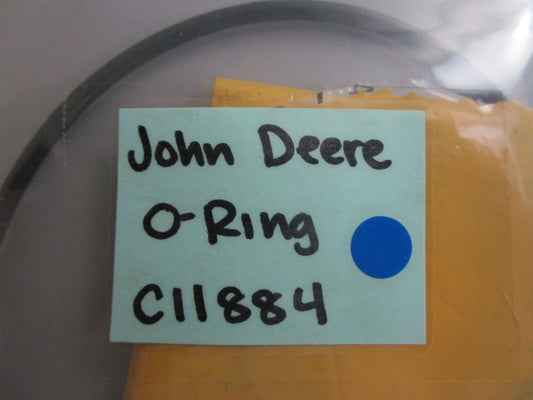 John Deere
O-Ring
C11884